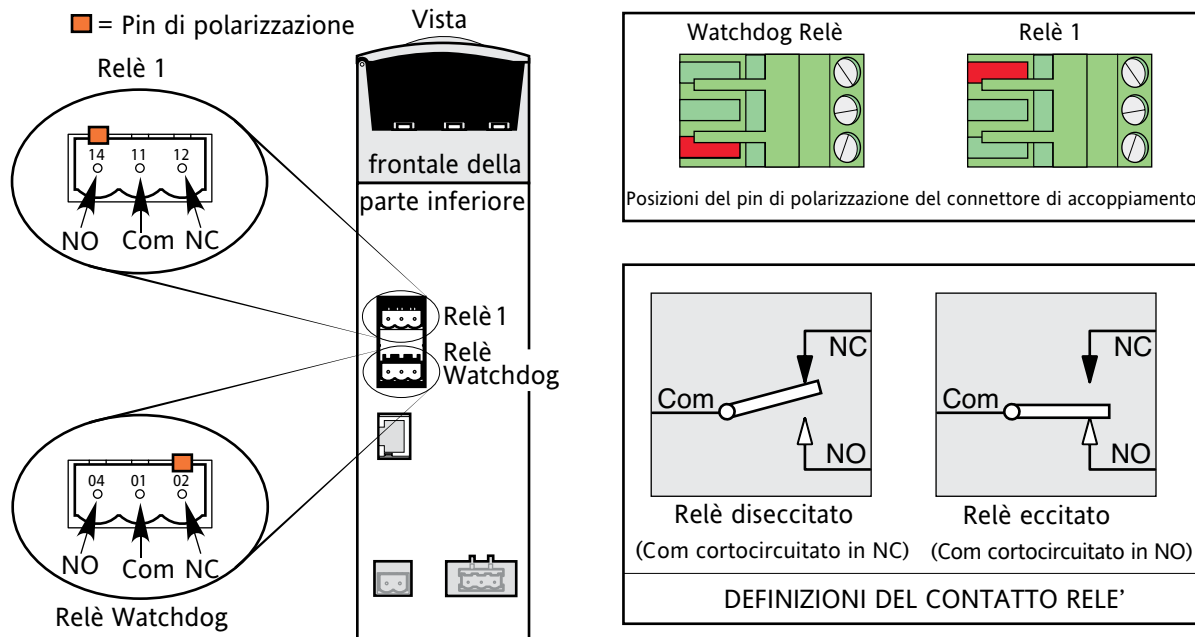 = Pin di polarizzazione
Vista
frontale della
parte inferiore
Relè 1
14 11 12
NO Com NC
Relè 1
Relè
Watchdog
04 01 02
NO Com NC
Relè Watchdog
Watchdog Relè
Relè 1
Posizioni del pin di polarizzazione del connettore di accoppiamento
NC
Com
NO
Relè diseccitato
(Com cortocircuitato in NC)
NC
Com
NO
Relè eccitato
(Com cortocircuitato in NO)
DEFINIZIONI DEL CONTATTO RELE’